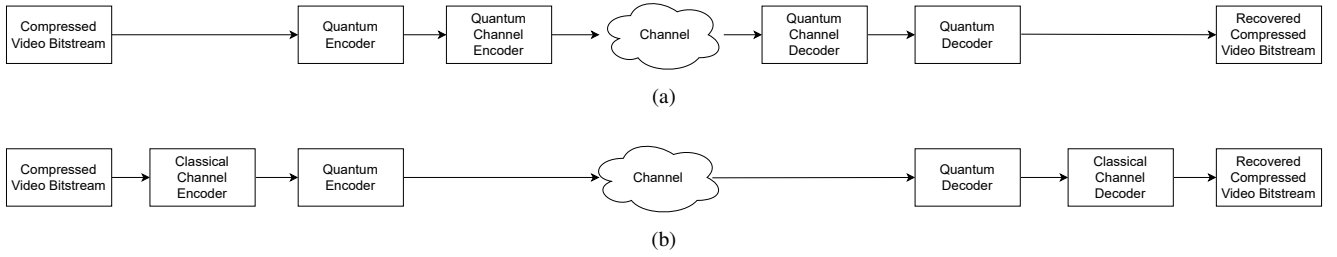 Compressed
Video Bitstream
Quantum
Encoder
Quantum
Channel
Encoder
Channel
Quantum
Channel
Decoder
Quantum
Decoder
Recovered
Compressed
Video Bitstream
(a)
Compressed
Video Bitstream
Classical
Channel
Encoder
Quantum
Encoder
Channel
Quantum
Decoder
Classical
Channel
Decoder
Recovered
Compressed
Video Bitstream
(b)